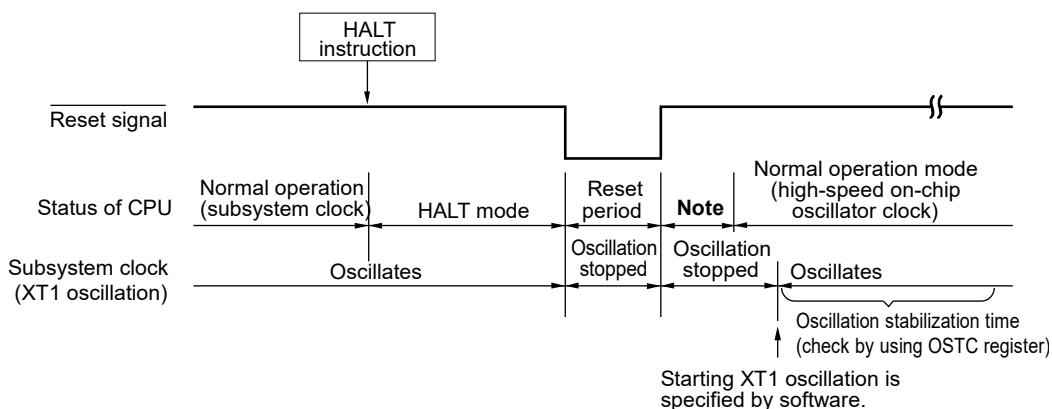 HALT
instruction
Reset signal
Status of CPU
Normal operation
(subsystem clock)
HALT mode
Reset
period
Note
Normal operation mode
(high-speed on-chip
oscillator clock)
Subsystem clock
(XT1 oscillation)
Oscillates
Oscillation
stopped
Oscillation
stopped
Oscillates
Oscillation stabilization time
(check by using OSTC register)
Starting XT1 oscillation is
specified by software.